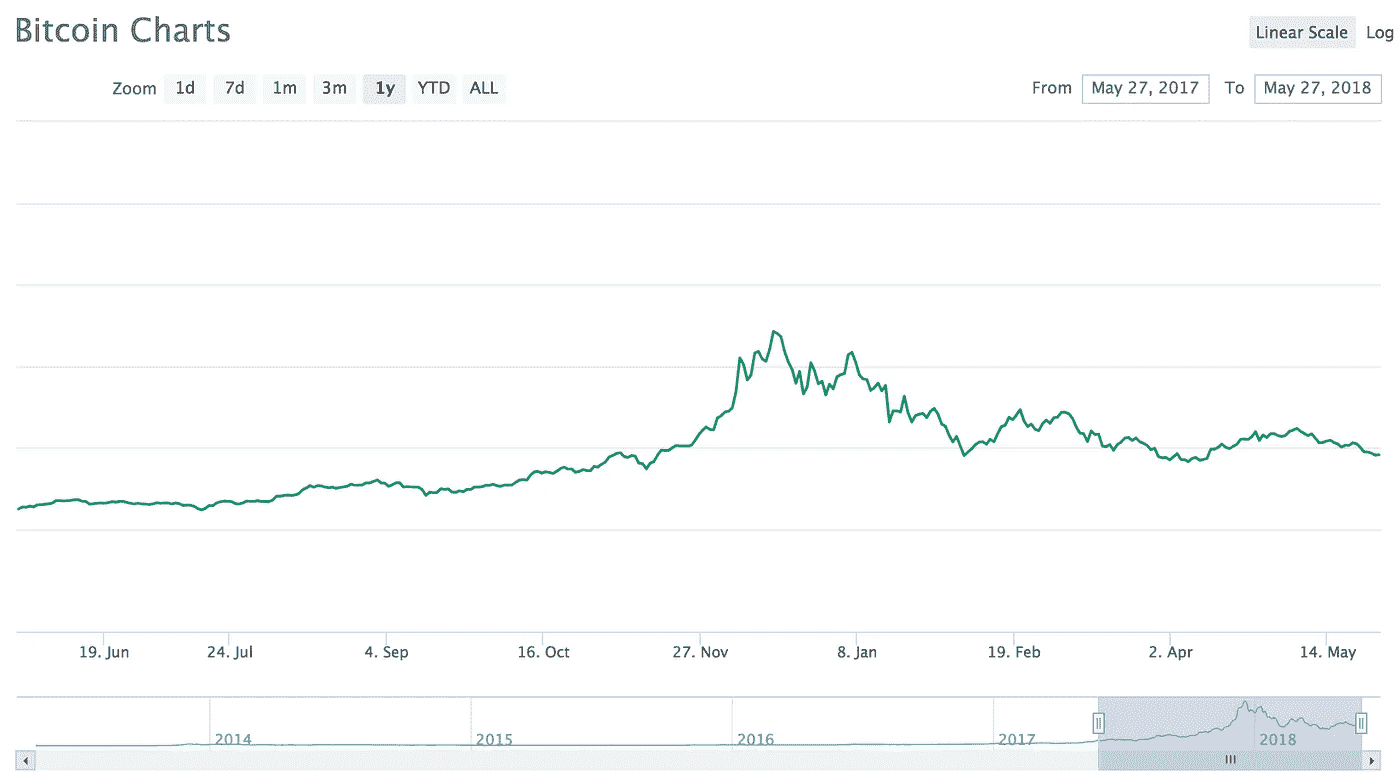 Bitcoin Charts
Linear Scale Log
Zoom 1d 7d 1m 3m 1y YTD ALL From May 27, 2017 To May 27, 2018
19. Jun 24. Jul 4. Sep 16. Oct 27. Nov 8. Jan 19. Feb 2. Apr 14. May
2014 2015 2016 2017 2018